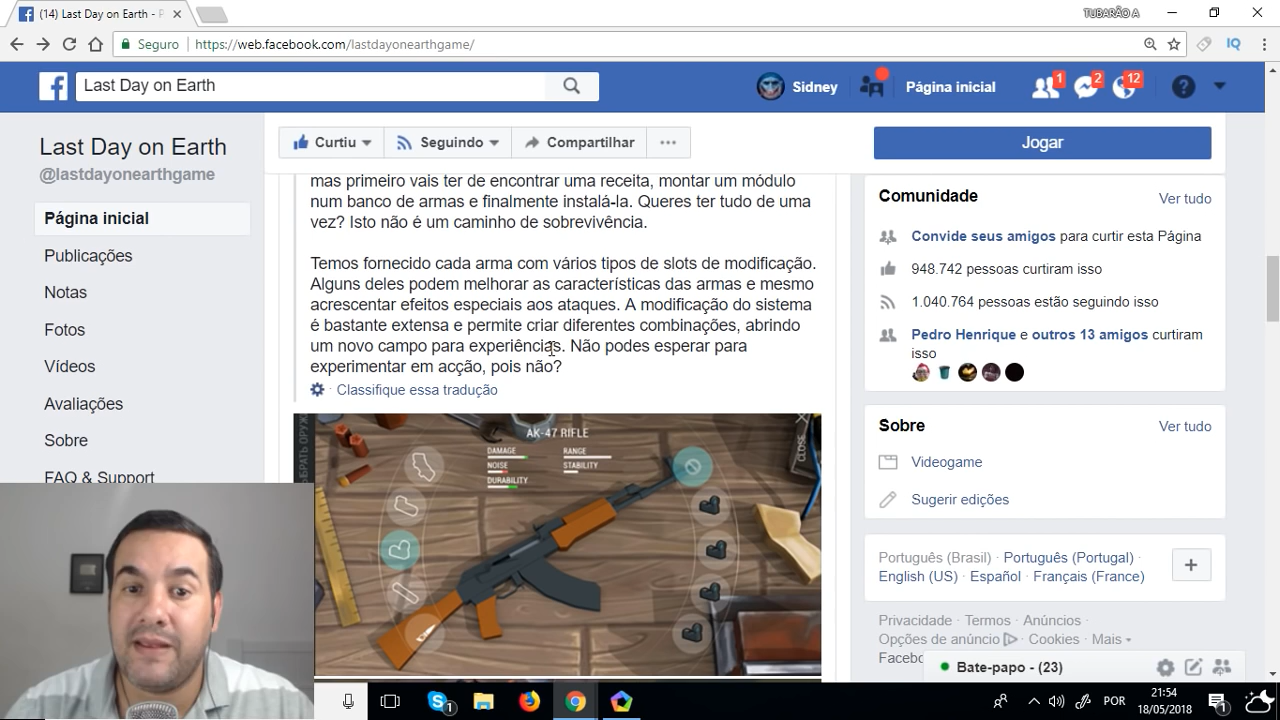 (14) Last Day on Earth - P
TUBARÃO A
Seguro
https://web.facebook.com/lastdayonearthgame/
Last Day on Earth
Sidney
Página inicial
1
2
12
Last Day on Earth
@lastdayonearthgame
Página inicial
Publicações
Notas
Fotos
Vídeos
Avaliações
Sobre
FAQ & Support
Curtiu
Seguindo
Compartilhar
Jogar
mas primeiro vais ter de encontrar uma receita, montar um módulo
num banco de armas e finalmente instalá-la. Queres ter tudo de uma
vez? Isto não é um caminho de sobrevivência.
Temos fornecido cada arma com vários tipos de slots de modificação.
Alguns deles podem melhorar as características das armas e mesmo
acrescentar efeitos especiais aos ataques. A modificação do sistema
é bastante extensa e permite criar diferentes combinações, abrindo
um novo campo para experiências. Não podes esperar para
experimentar em acção, pois não?
Classifique essa tradução
AK-47 RIFLE
DAMAGE
RANGE
NOISE
STABILITY
DURABILITY
CLOSE
Comunidade
Ver tudo
Convide seus amigos para curtir esta Página
948.742 pessoas curtiram isso
1.040.764 pessoas estão seguindo isso
Pedro Henrique e outros 13 amigos curtiram
isso
Sobre
Ver tudo
Videogame
Sugerir edições
Português (Brasil) · Português (Portugal) ·
English (US) · Español · Français (France)
Privacidade · Termos · Anúncios ·
Opções de anúncio · Cookies · Mais
Facebo
Bate-papo - (23)
1
POR
21:54
18/05/2018
1